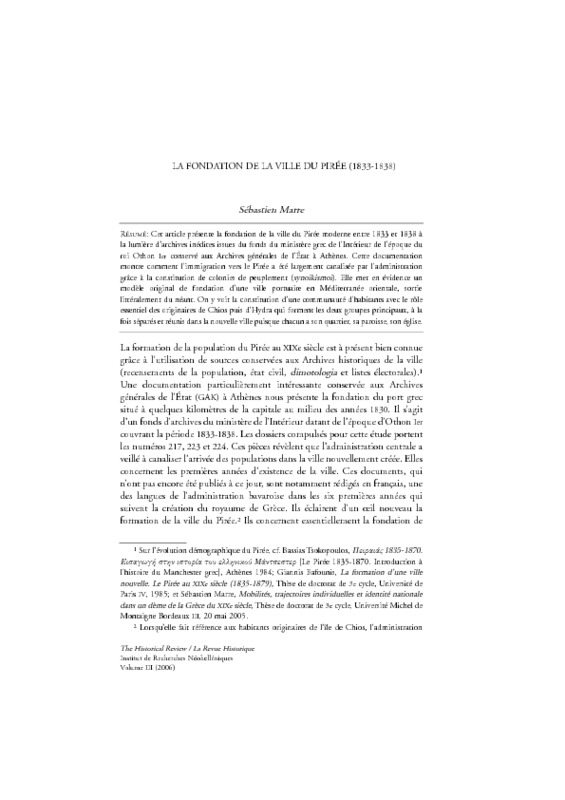 LA FONDATION DE LA VILLE DU PIRÉE (1833-1838)
Sébastien Marre
RÉSUMÉ: Cet article présente la fondation de la ville du Pirée moderne entre 1833 et 1838 à
la lumière d'archives inédites issues du fonds du ministère grec de l'Intérieur de l'époque du
roi Othon Ier conservé aux Archives générales de l'État à Athènes. Cette documentation
montre comment l'immigration vers le Pirée a été largement canalisée par l'administration
grâce à la constitution de colonies de peuplement (synoikismoi). Elle met en évidence un
modèle original de fondation d'une ville portuaire en Méditerranée orientale, sortie
littéralement du néant. On y voit la constitution d'une communauté d'habitants avec le rôle
essentiel des originaires de Chios puis d'Hydra qui forment les deux groupes principaux, à la
fois séparés et réunis dans la nouvelle ville puisque chacun a son quartier, sa paroisse, son église.
La formation de la population du Pirée au XIXe siècle est à présent bien connue
grâce à l'utilisation de sources conservées aux Archives historiques de la ville
(recensements de la population, état civil, dimotologia et listes électorales).1
Une documentation particulièrement intéressante conservée aux Archives
générales de l'État (GAK) à Athènes nous présente la fondation du port grec
situé à quelques kilomètres de la capitale au milieu des années 1830. Il s'agit
d'un fonds d'archives du ministère de l'Intérieur datant de l'époque d'Othon Ier
couvrant la période 1833-1838. Les dossiers compulsés pour cette étude portent
les numéros 217, 223 et 224. Ces pièces révèlent que l'administration centrale a
veillé à canaliser l'arrivée des populations dans la ville nouvellement créée. Elles
concernent les premières années d'existence de la ville. Ces documents, qui
n'ont pas encore été publiés à ce jour, sont notamment rédigés en français, une
des langues de l'administration bavaroise dans les six premières années qui
suivent la création du royaume de Grèce. Ils éclairent d'un œil nouveau la
formation de la ville du Pirée.2 Ils concernent essentiellement la fondation de
1 Sur l'évolution démographique du Pirée, cf. Bassias Tsokopoulos, Πειραιάς, 1835-1870.
Εισαγωγή στην ιστορία του ελληνικού Μάντσεστερ [Le Pirée 1835-1870. Introduction à
l'histoire du Manchester grec], Athènes 1984; Giannis Bafounis, La formation d'une ville
nouvelle. Le Pirée au XIXe siècle (1835-1879), Thèse de doctorat de 3e cycle, Université de
Paris IV, 1985; et Sébastien Marre, Mobilités, trajectoires individuelles et identité nationale
dans un dème de la Grèce du XIXe siècle, Thèse de doctorat de 3e cycle, Université Michel de
Montaigne Bordeaux III, 20 mai 2005.
2 Lorsqu'elle fait référence aux habitants originaires de l'île de Chios, l'administration
The Historical Review / La Revue Historique
Institut de Recherches Néohelléniques
Volume III (2006)